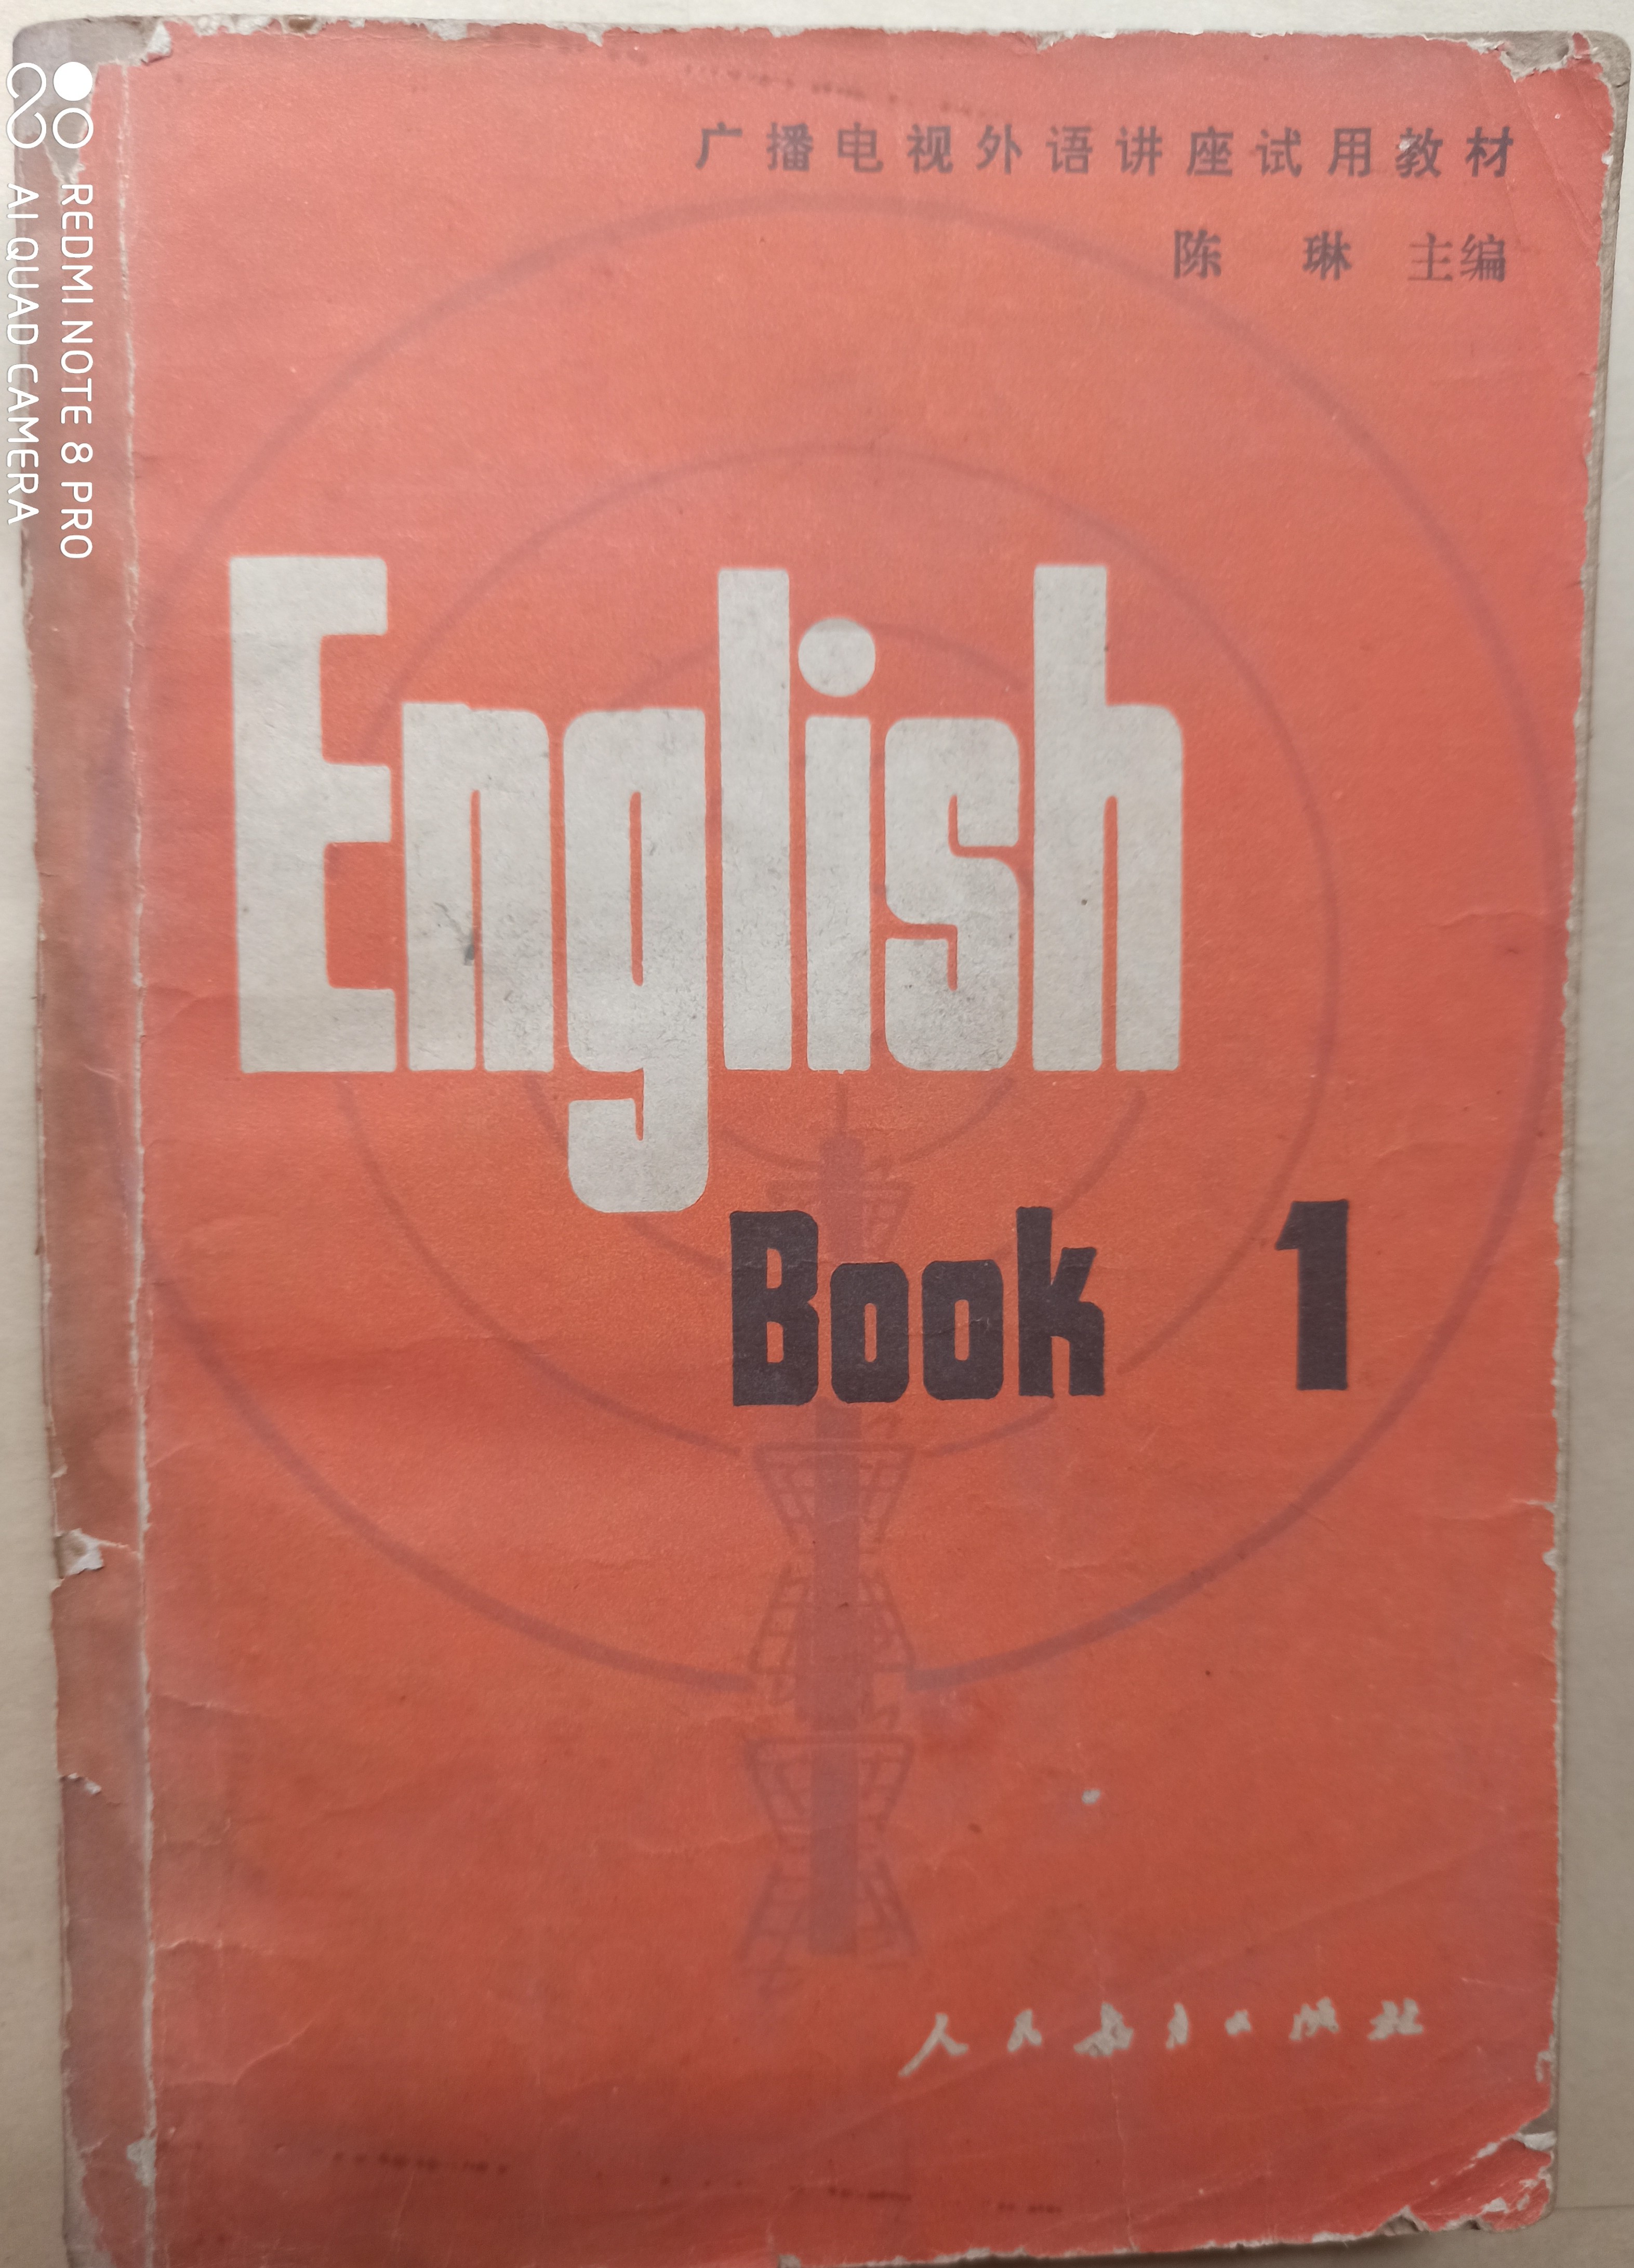 广播电视外语讲座试用教材
陈琳 主编
English
Book 1
人民教育出版社
REDMI NOTE 8 PRO
AI QUAD CAMERA